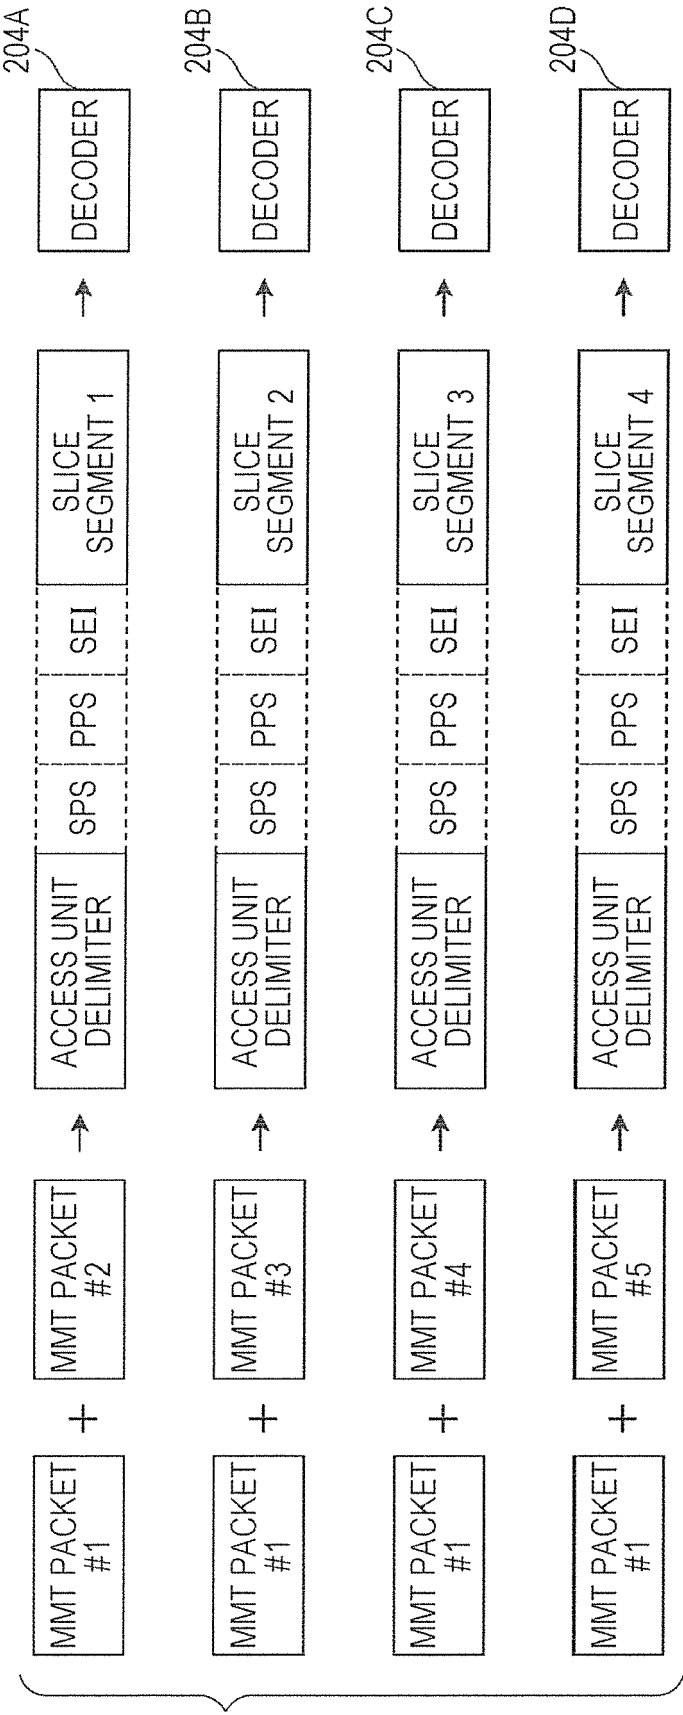 MMT PACKET
#1
+
MMT PACKET
#2
ACCESS UNIT
DELIMITER
SPS
PPS
SEI
SLICE
SEGMENT 1
DECODER
204A
MMT PACKET
#1
+
MMT PACKET
#3
ACCESS UNIT
DELIMITER
SPS
PPS
SEI
SLICE
SEGMENT 2
DECODER
204B
MMT PACKET
#1
+
MMT PACKET
#4
ACCESS UNIT
DELIMITER
SPS
PPS
SEI
SLICE
SEGMENT 3
DECODER
204C
MMT PACKET
#1
+
MMT PACKET
#5
ACCESS UNIT
DELIMITER
SPS
PPS
SEI
SLICE
SEGMENT 4
DECODER
204D